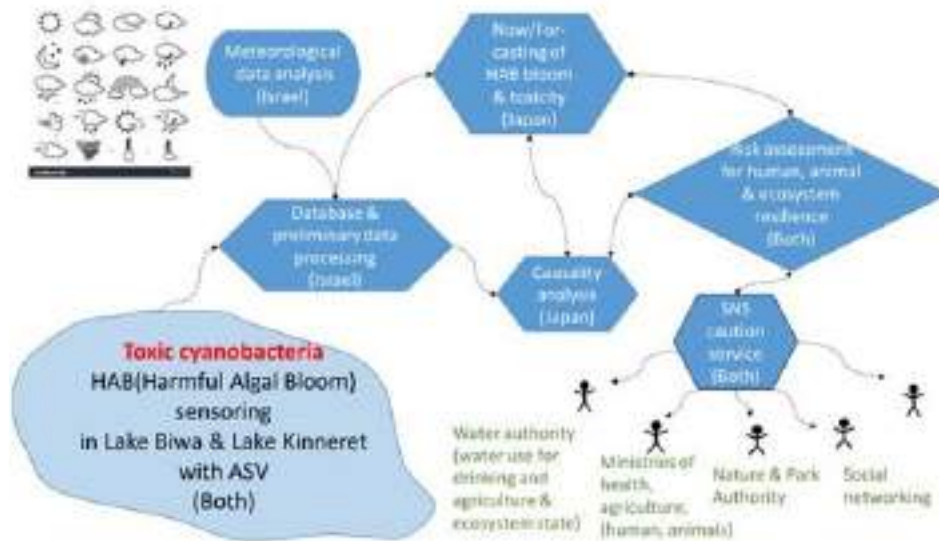 Meteorological
data analysis
(Israel)
Now/For-
casting of
HAB bloom
& toxicity
(Japan)
Risk assessment
for human, animal
& ecosystem
resilience
(Both)
Database &
preliminary data
processing
(Israel)
Causality
analysis
(Japan)
SNS
caution
service
(Both)
Toxic cyanobacteria
HAB(Harmful Algal Bloom)
sensoring
in Lake Biwa & Lake Kinneret
with ASV
(Both)
Water authority
(water use for
drinking and
agriculture &
ecosystem state)
Ministries of
health,
agriculture,
(human, animals)
Nature & Park
Authority
Social
networking